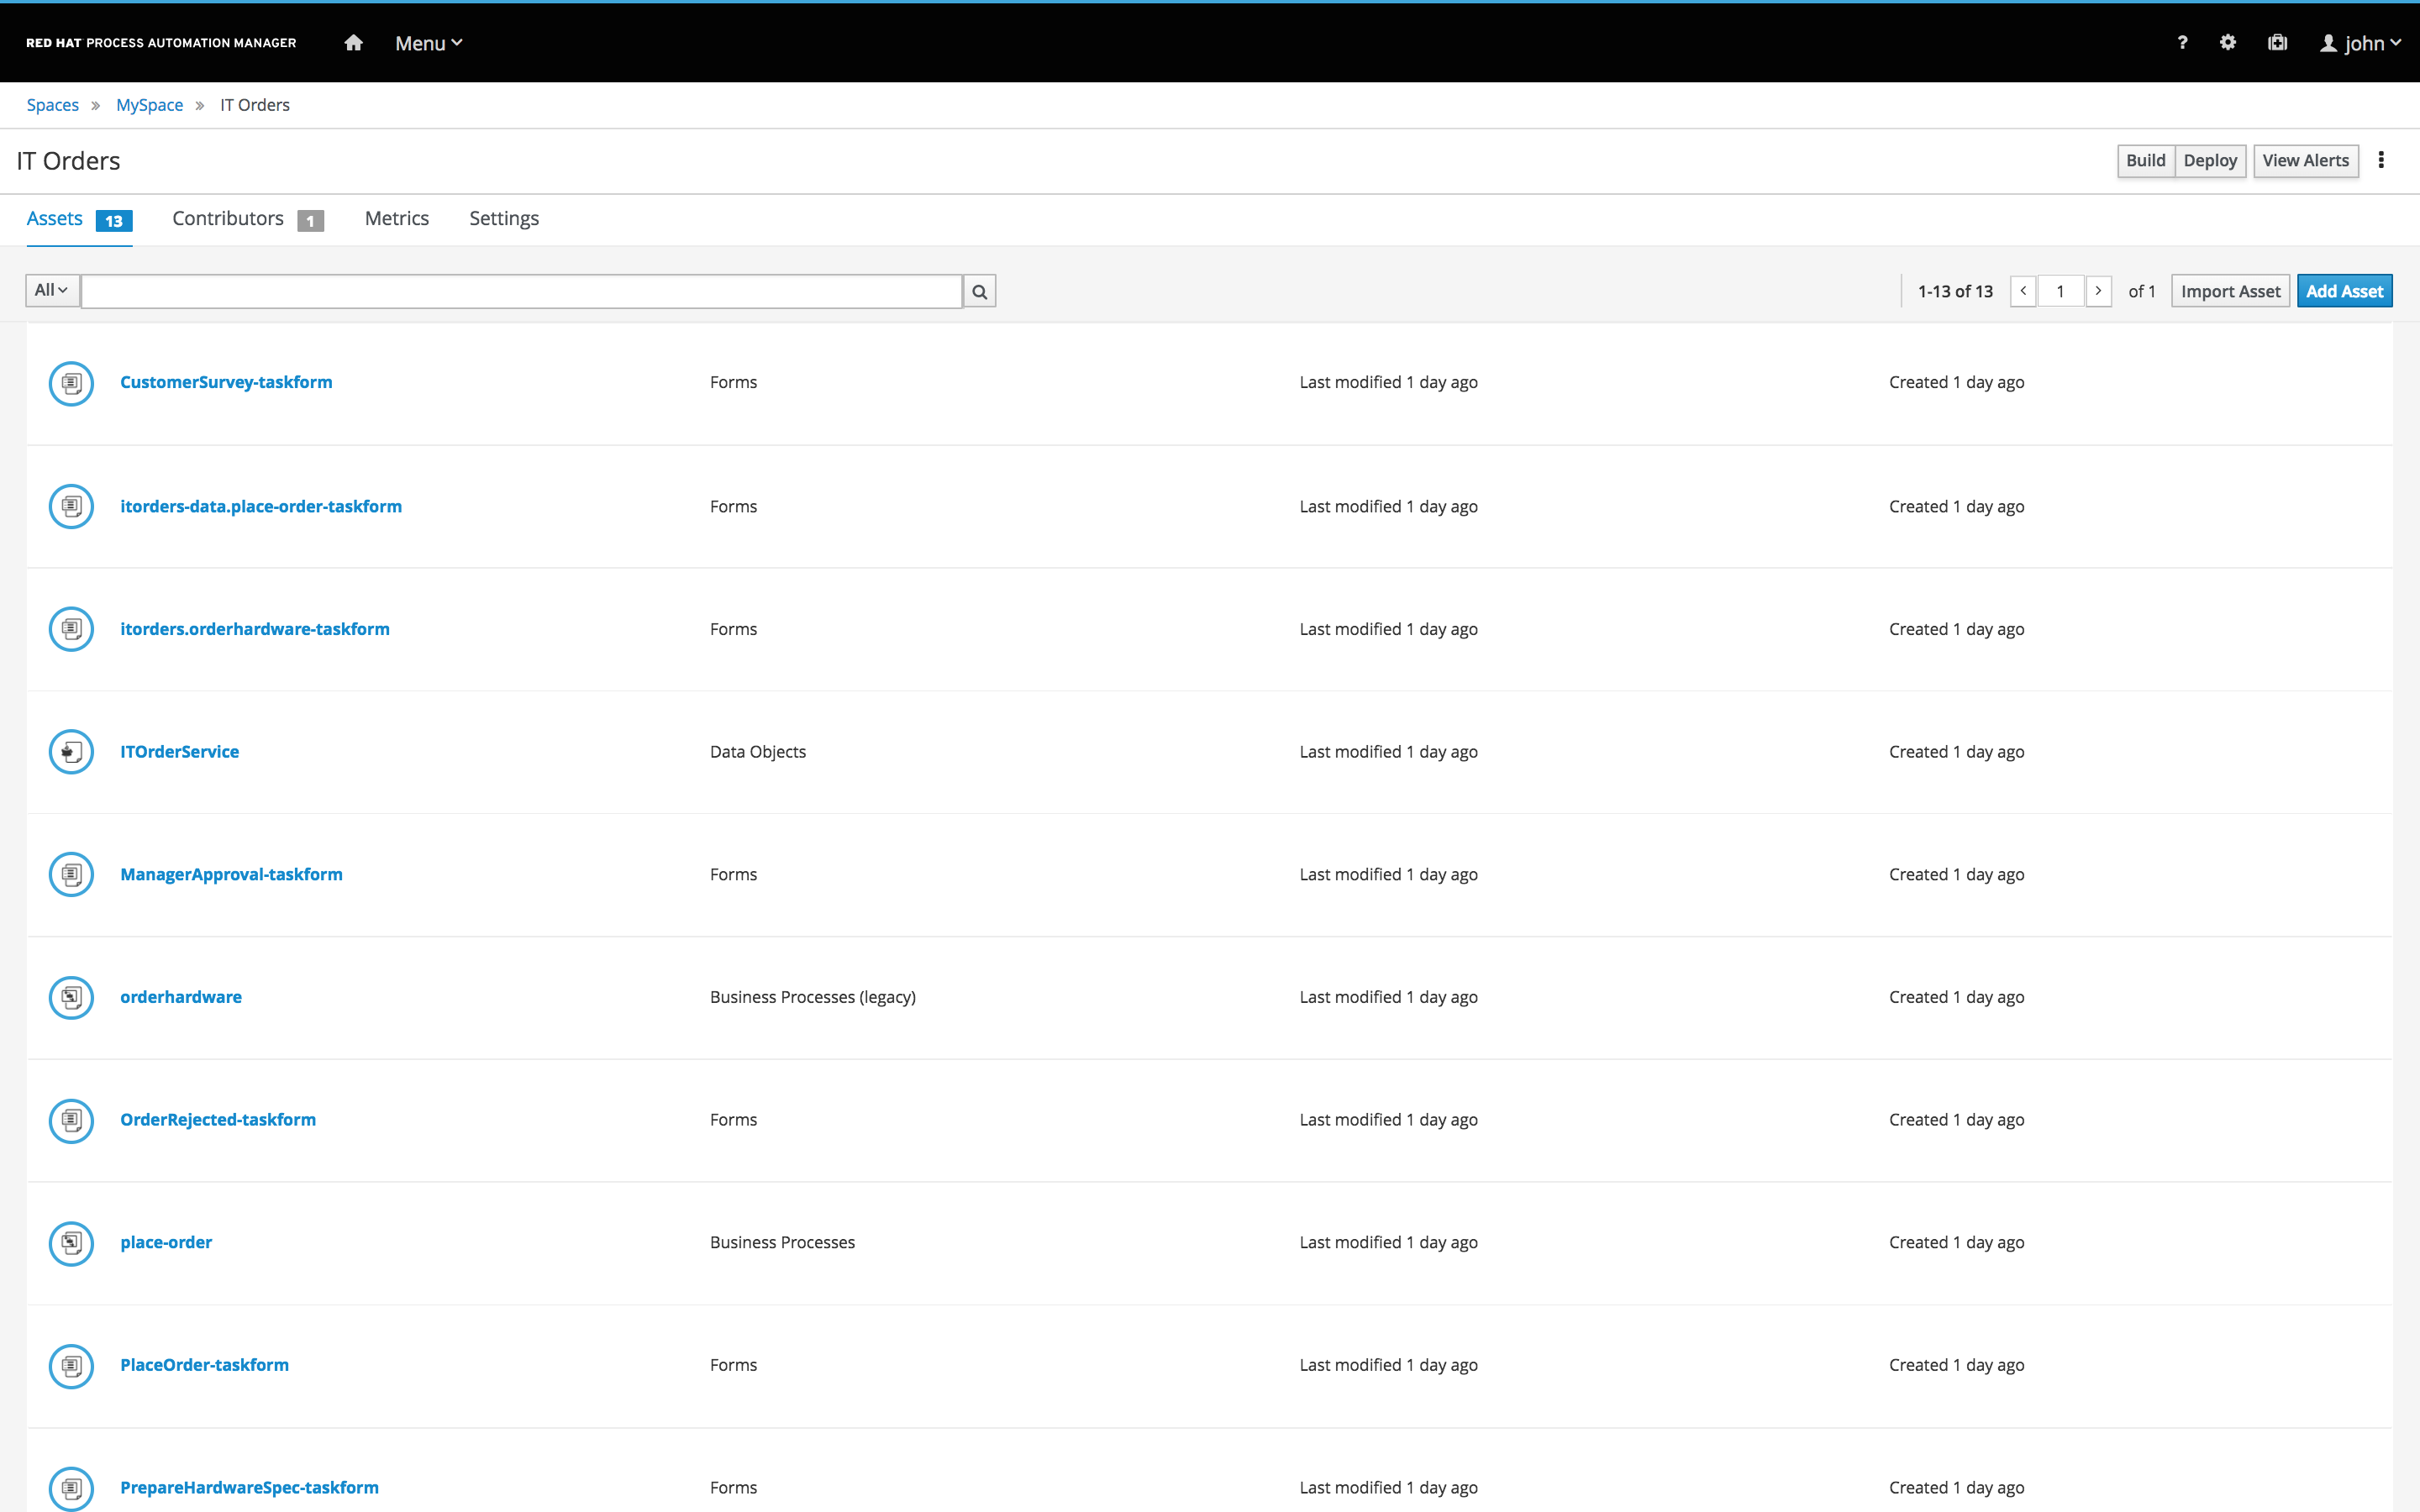 RED HAT PROCESS AUTOMATION MANAGER Menu ? john
Spaces » MySpace » IT Orders
IT Orders Build Deploy View Alerts
Assets 13 Contributors 1 Metrics Settings
All 1-13 of 13 < 1 > of 1 Import Asset Add Asset
CustomerSurvey-taskform Forms Last modified 1 day ago Created 1 day ago
itorders-data.place-order-taskform Forms Last modified 1 day ago Created 1 day ago
itorders.orderhardware-taskform Forms Last modified 1 day ago Created 1 day ago
ITOrderService Data Objects Last modified 1 day ago Created 1 day ago
ManagerApproval-taskform Forms Last modified 1 day ago Created 1 day ago
orderhardware Business Processes (legacy) Last modified 1 day ago Created 1 day ago
OrderRejected-taskform Forms Last modified 1 day ago Created 1 day ago
place-order Business Processes Last modified 1 day ago Created 1 day ago
PlaceOrder-taskform Forms Last modified 1 day ago Created 1 day ago
PrepareHardwareSpec-taskform Forms Last modified 1 day ago Created 1 day ago